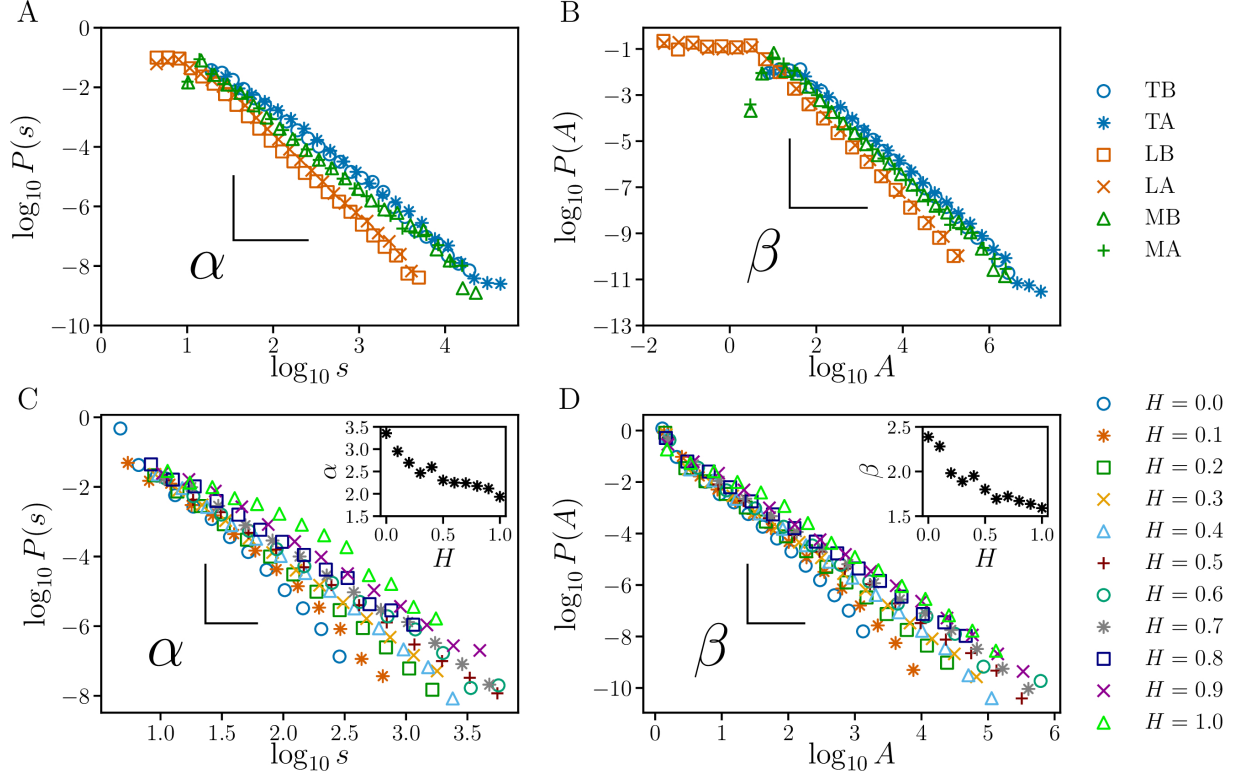 A
log₁₀ P(s)
0
−2
−4
−6
−8
−10
α
0
1
2
3
4
log₁₀ s
B
log₁₀ P(A)
−1
−3
−5
−7
−9
−11
−13
β
−2
0
2
4
6
log₁₀ A
TB
TA
LB
LA
MB
MA
C
log₁₀ P(s)
0
−2
−4
−6
−8
α
α
3.5
3.0
2.5
2.0
1.5
0.0
0.5
1.0
H
1.0
1.5
2.0
2.5
3.0
3.5
log₁₀ s
D
log₁₀ P(A)
0
−2
−4
−6
−8
−10
β
β
2.5
2.0
1.5
0.0
0.5
1.0
H
0
1
2
3
4
5
6
log₁₀ A
H = 0.0
H = 0.1
H = 0.2
H = 0.3
H = 0.4
H = 0.5
H = 0.6
H = 0.7
H = 0.8
H = 0.9
H = 1.0